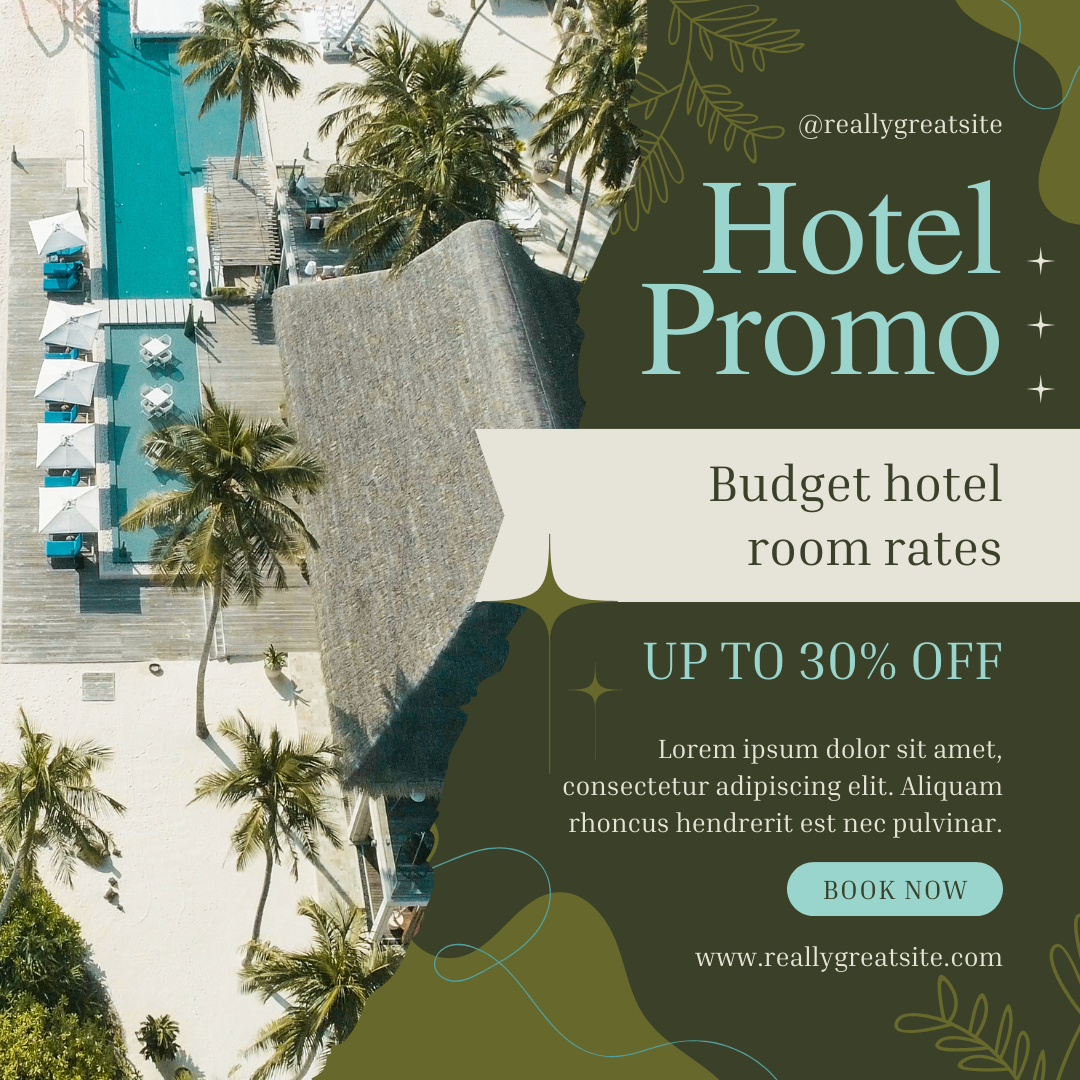 @reallygreatsite
Hotel
Promo
Budget hotel
room rates
UP TO 30% OFF
Lorem ipsum dolor sit amet,
consectetur adipiscing elit. Aliquam
rhoncus hendrerit est nec pulvinar.
BOOK NOW
www.reallygreatsite.com